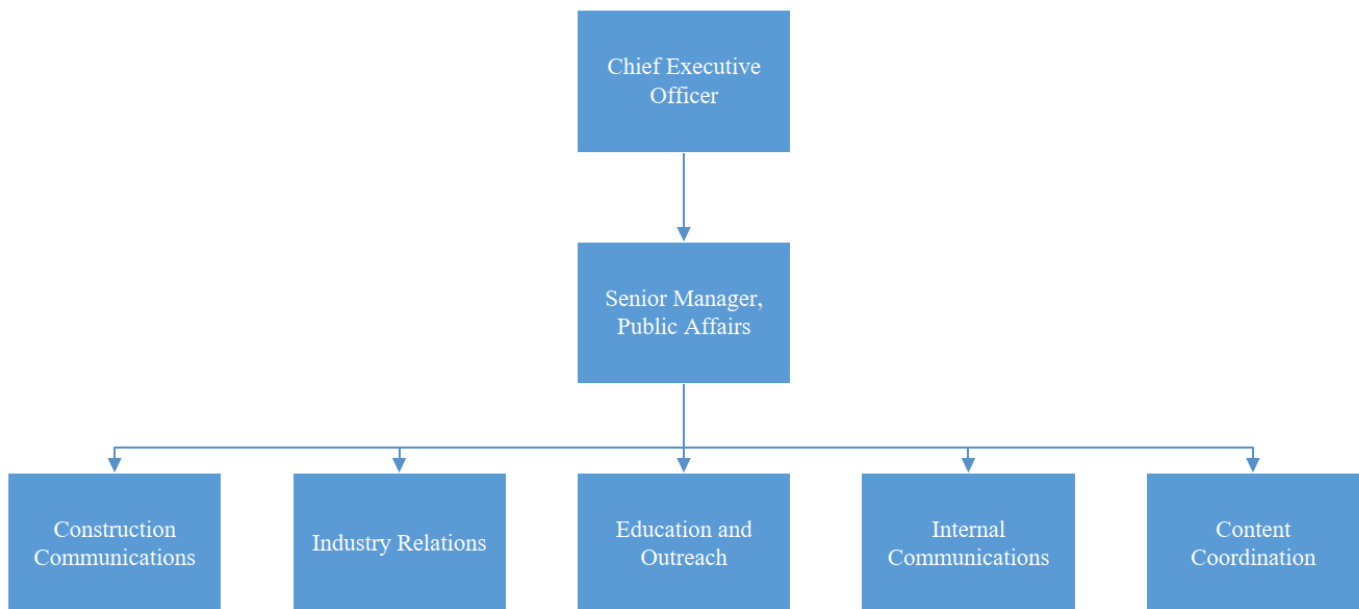 Chief Executive
Officer
Senior Manager,
Public Affairs
Construction
Communications
Industry Relations
Education and
Outreach
Internal
Communications
Content
Coordination